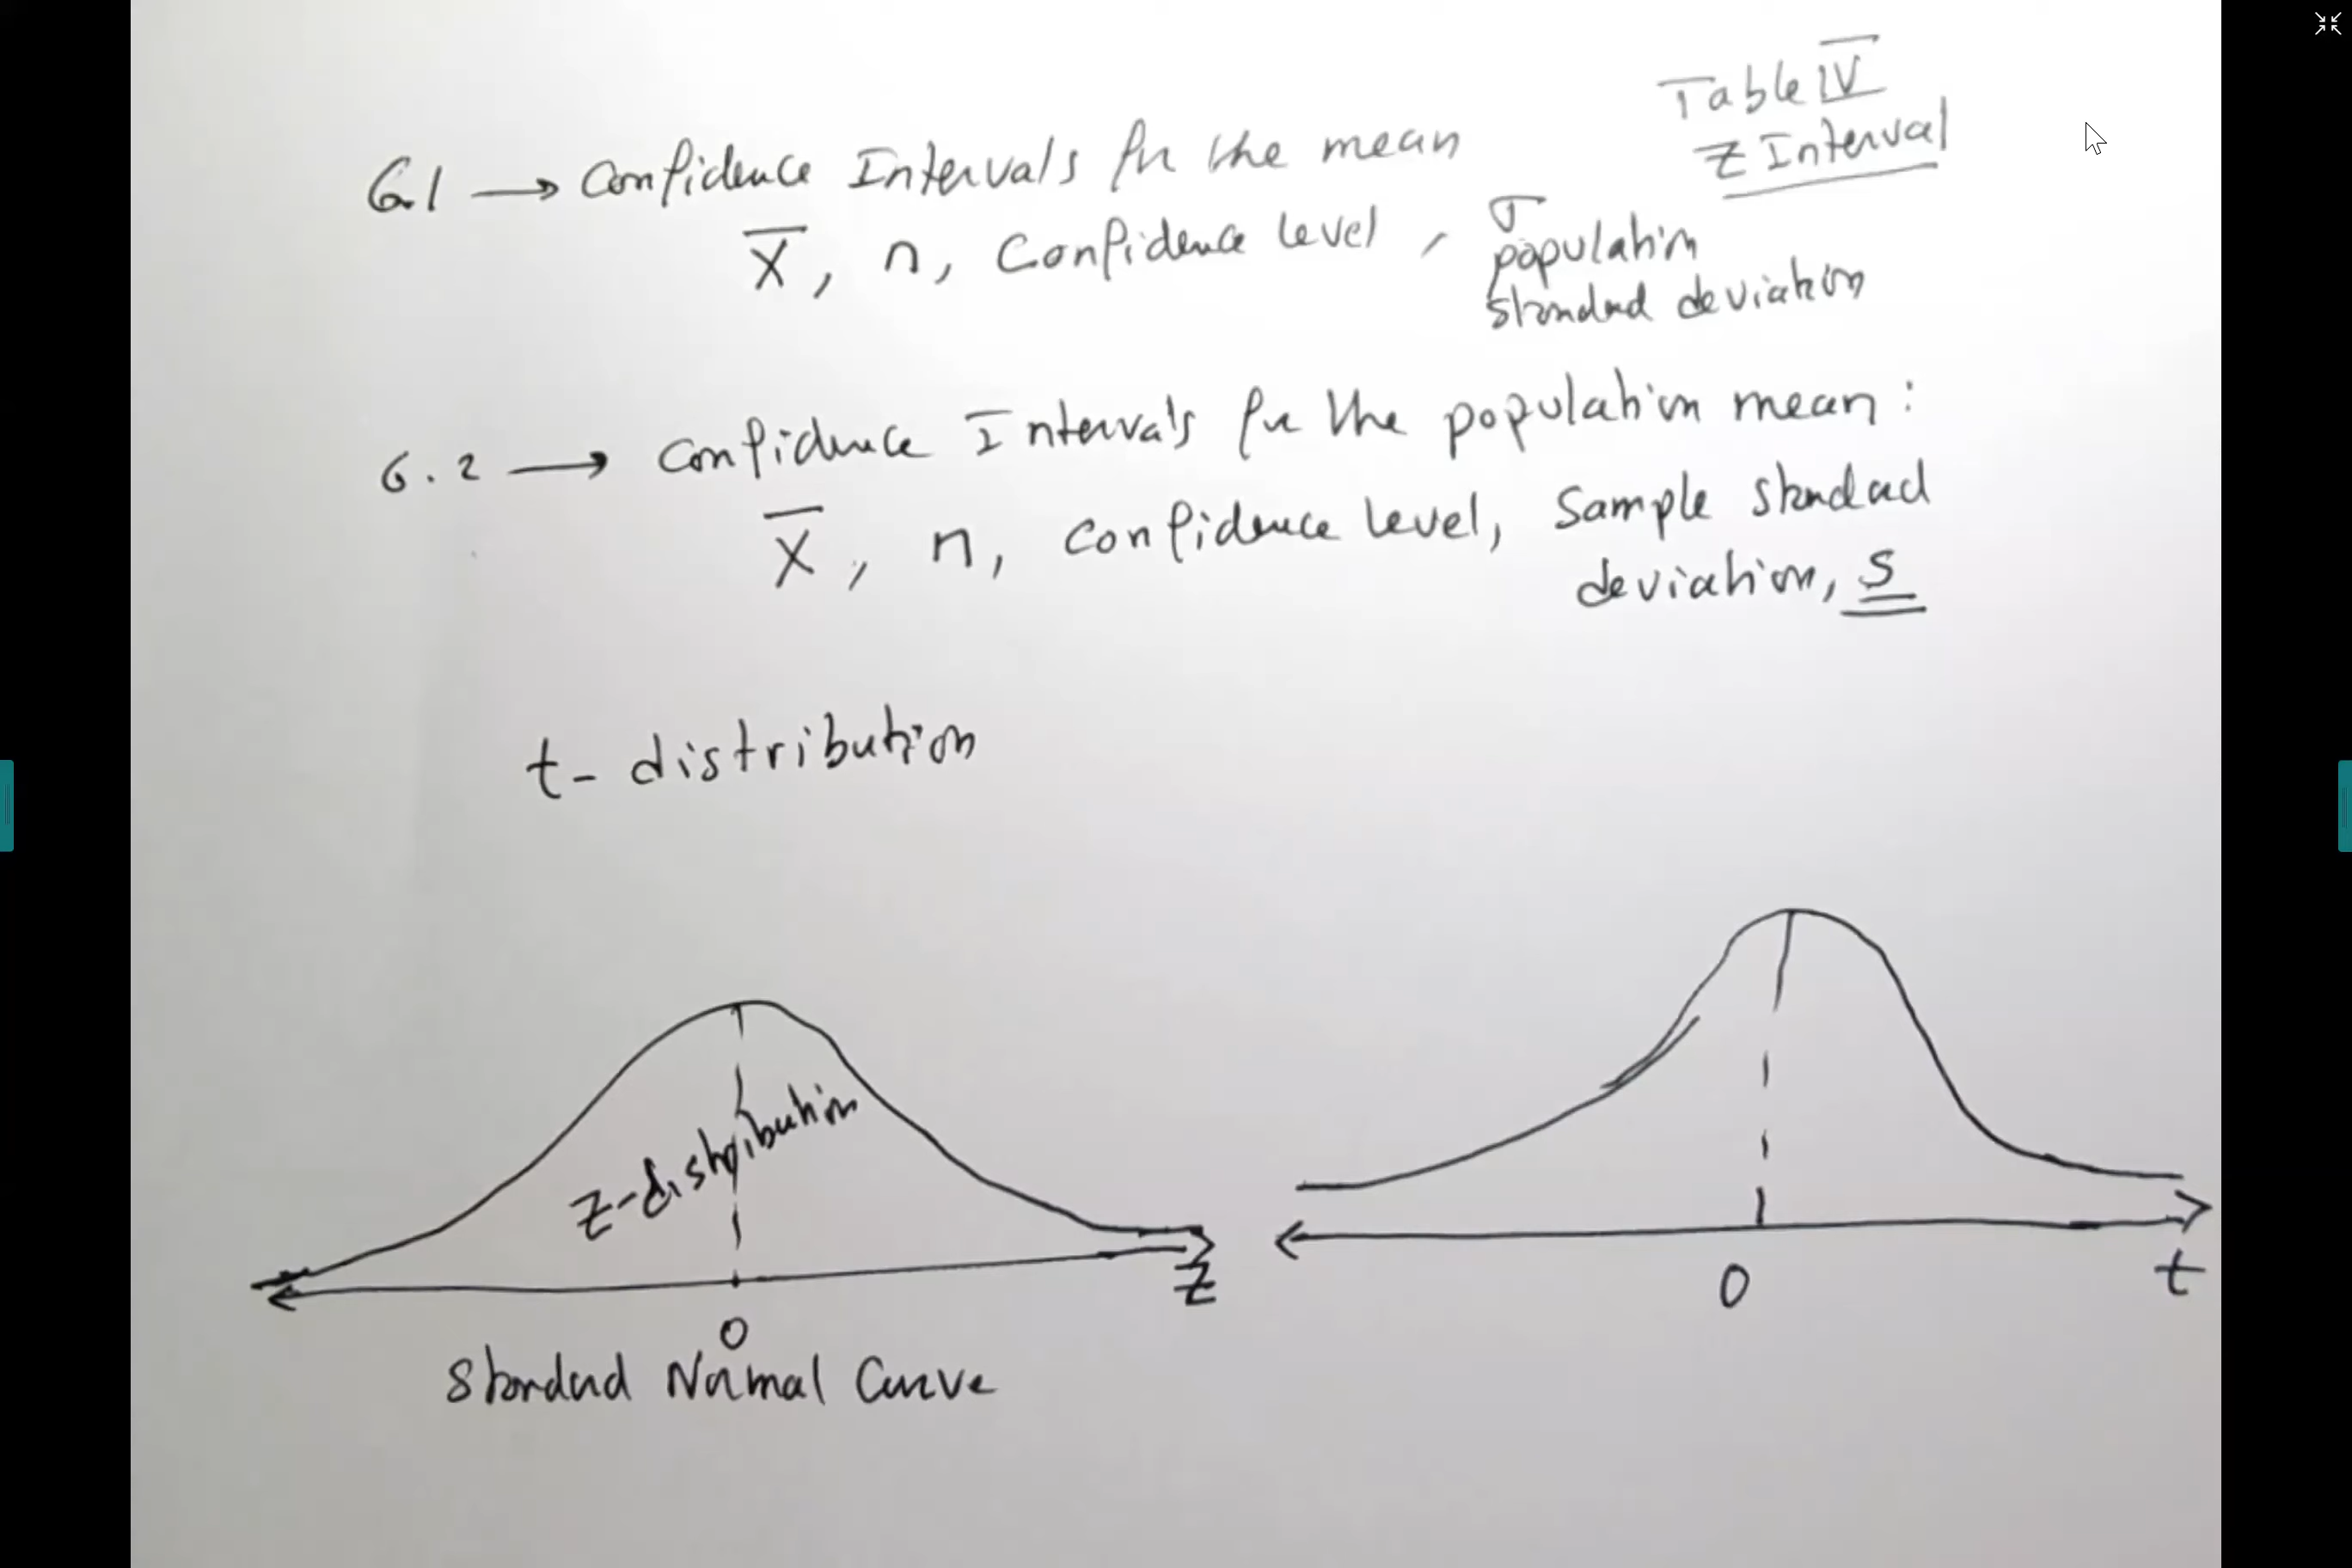 Table IV
Z Interval
6.1 → Confidence Intervals for the mean
X̅, n, Confidence level, σ
population
standard deviation
6.2 → Confidence Intervals for the population mean:
X̅, n, confidence level, Sample standard
deviation, s
t- distribution
Z-distribution
0
Z
Standard Normal Curve
0
t